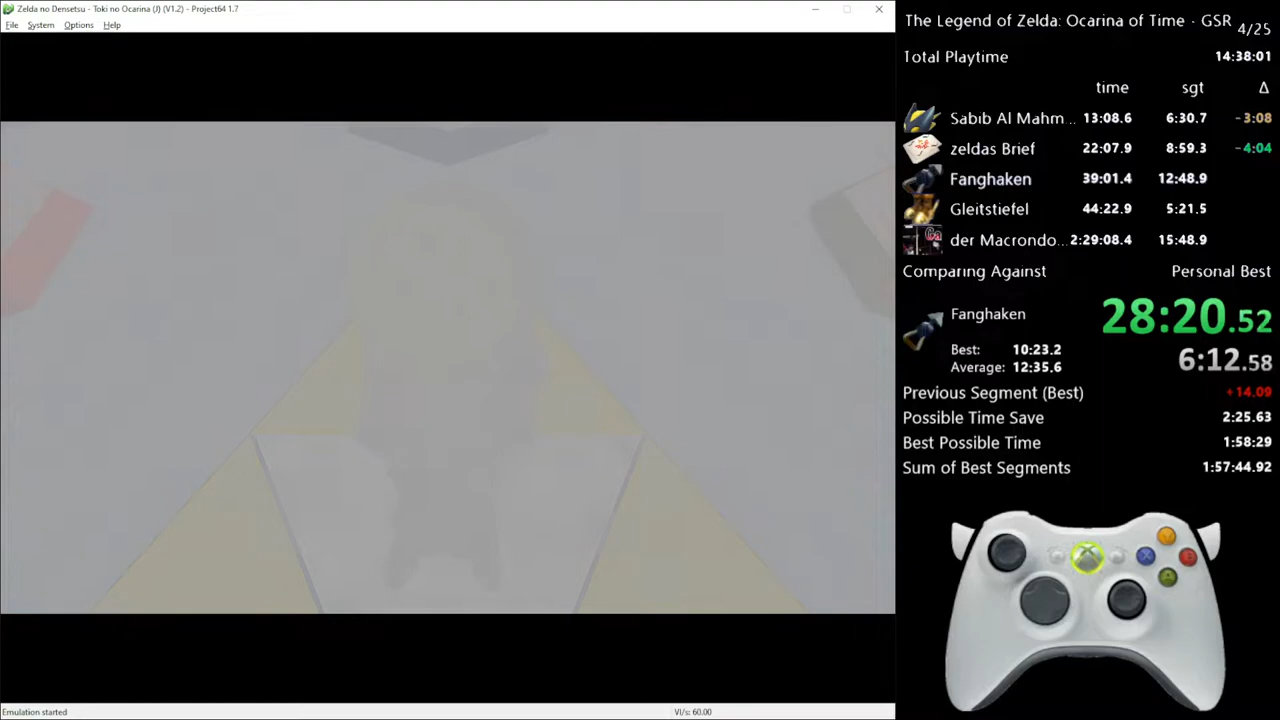 Zelda no Densetsu - Toki no Ocarina (J) (V1.2) - Project64 1.7
File System Options Help
The Legend of Zelda: Ocarina of Time · GSR
4/25
Total Playtime 14:38:01
time sgt Δ
Sabib Al Mahm... 13:08.6 6:30.7 -3:08
zeldas Brief 22:07.9 8:59.3 -4:04
Fanghaken 39:01.4 12:48.9
Gleitstiefel 44:22.9 5:21.5
der Macrondo... 2:29:08.4 15:48.9
Comparing Against Personal Best
Fanghaken 28:20.52
Best: 10:23.2
Average: 12:35.6
6:12.58
Previous Segment (Best) +14.09
Possible Time Save 2:25.63
Best Possible Time 1:58:29
Sum of Best Segments 1:57:44.92
Y
X
B
A
Emulation started VI/s: 60.00